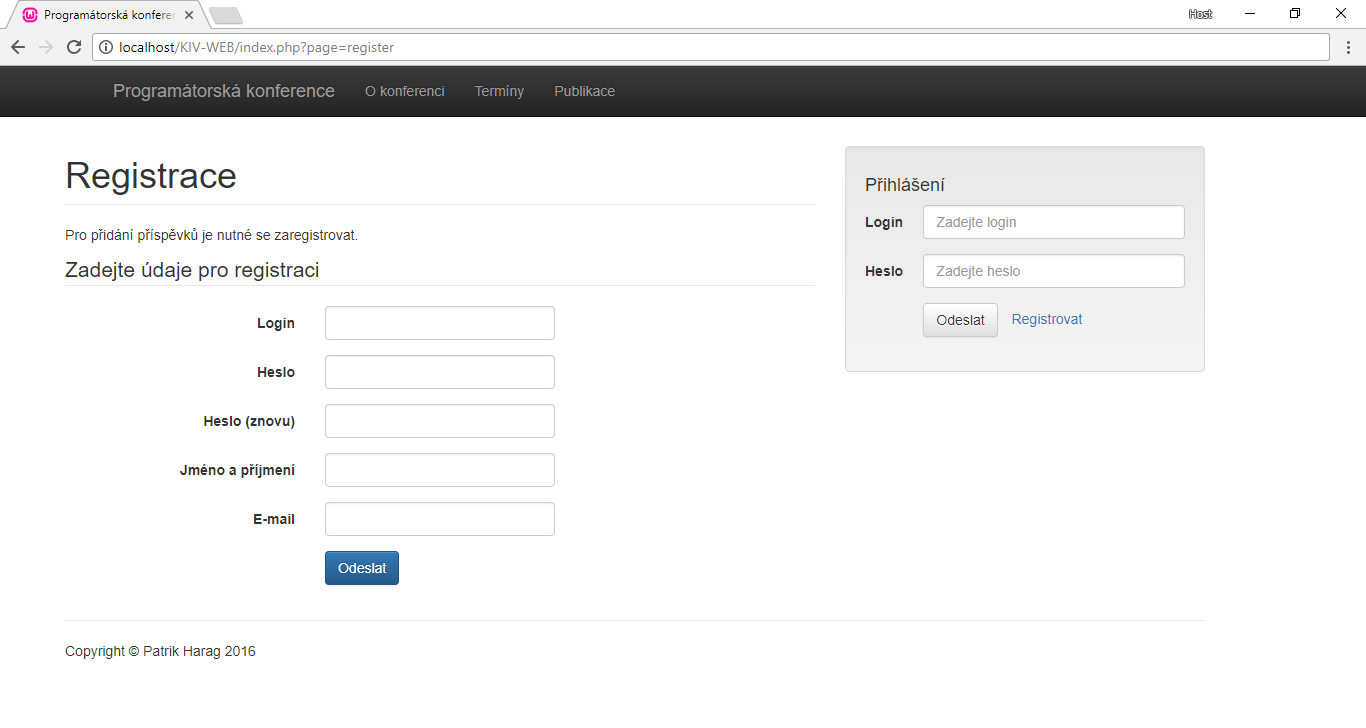 Programátorská konferen
Host
localhost/KIV-WEB/index.php?page=register
Programátorská konference O konferenci Termíny Publikace
Registrace
Pro přidání příspěvků je nutné se zaregistrovat.
Zadejte údaje pro registraci
Login
Heslo
Heslo (znovu)
Jméno a příjmení
E-mail
Odeslat
Přihlášení
Login Zadejte login
Heslo Zadejte heslo
Odeslat Registrovat
Copyright © Patrik Harag 2016